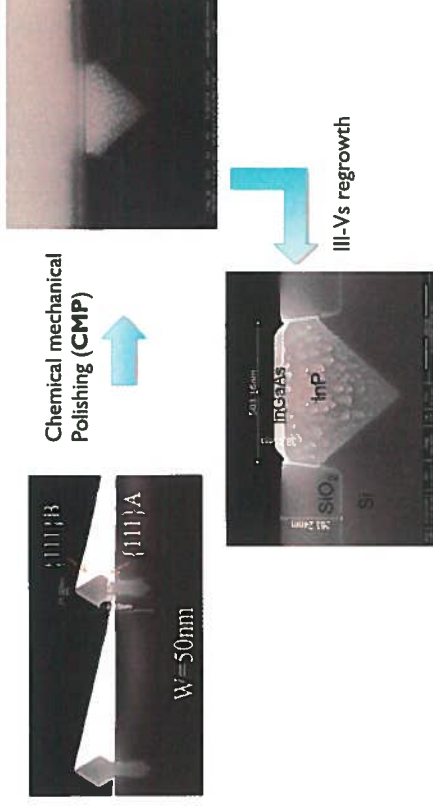 Chemical mechanical
Polishing (CMP)
{111}B
{111}A
W=50nm
III-Vs regrowth
InGaAs
InP
SiO₂
Si